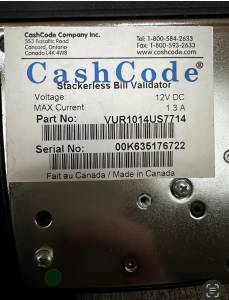 CashCode Company Inc.
553 Basaltic Road
Concord, Ontario
Canada L4K 4W8
Tel: 1-800-584-2633
Fax: 1-800-593-2633
www.cashcode.com
CashCode®
Stackerless Bill Validator
Voltage: 12V DC
MAX Current: 1.3 A
Part No: VUR1014US7714
Serial No: 00K635176722
Fait au Canada / Made in Canada